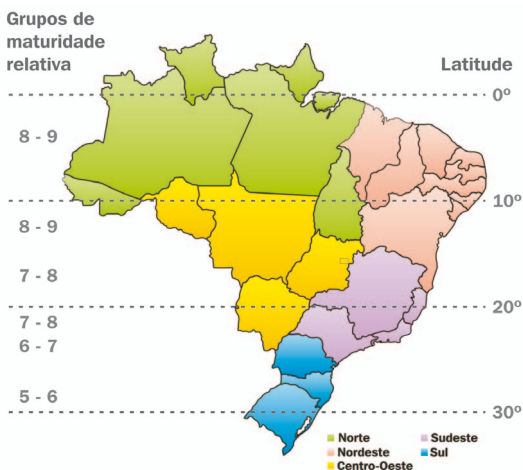 Grupos de
maturidade
relativa
Latitude
0º
8 - 9
10º
8 - 9
7 - 8
20º
7 - 8
6 - 7
5 - 6
30º
Norte
Sudeste
Nordeste
Sul
Centro-Oeste